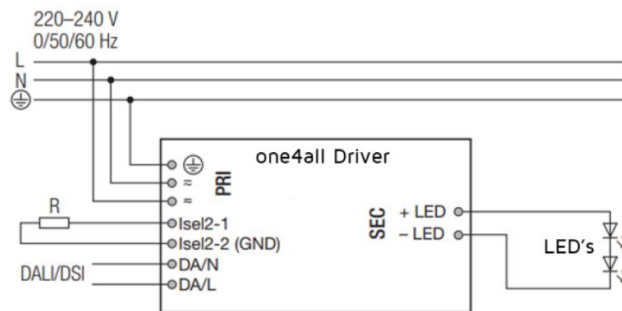 220–240 V
0/50/60 Hz
L
N
one4all Driver
PRI
≂
≂
R
Isel2-1
Isel2-2 (GND)
DA/N
DALI/DSI
DA/L
SEC
+ LED
– LED
LED's